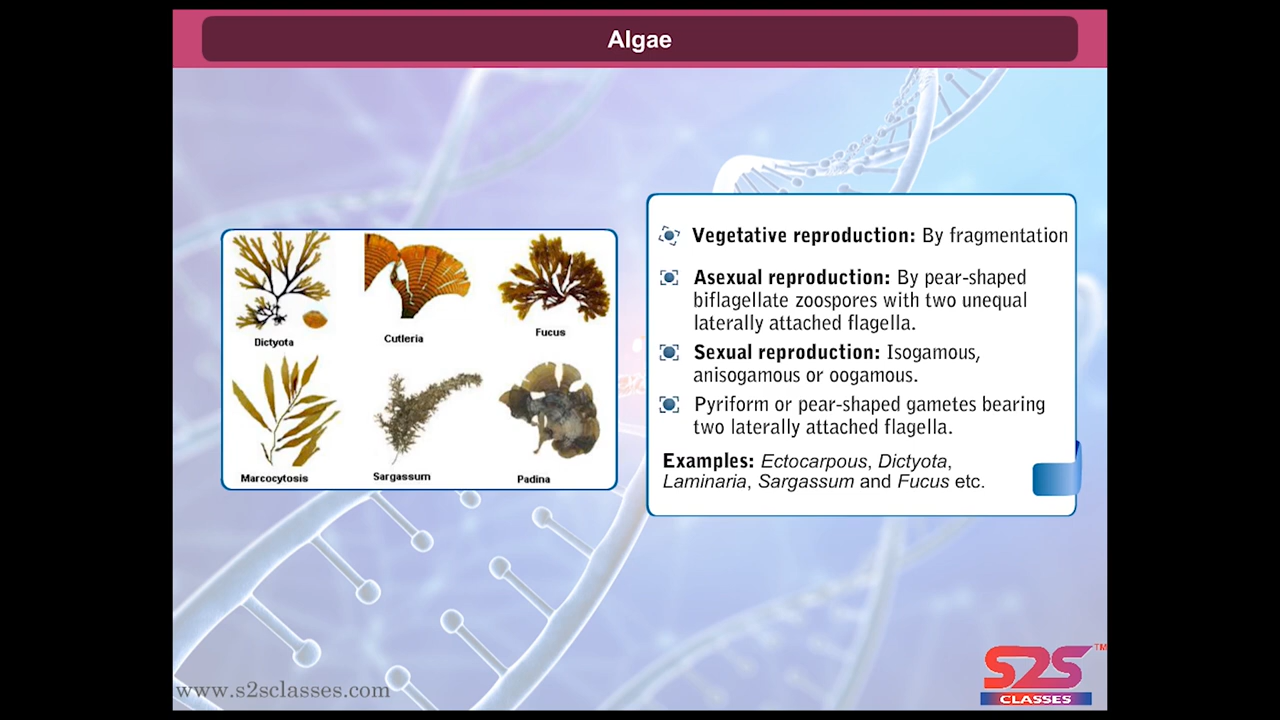 Algae
Dictyota
Cutleria
Fucus
Marcocytosis
Sargassum
Padina
Vegetative reproduction: By fragmentation
Asexual reproduction: By pear-shaped
biflagellate zoospores with two unequal
laterally attached flagella.
Sexual reproduction: Isogamous,
anisogamous or oogamous.
Pyriform or pear-shaped gametes bearing
two laterally attached flagella.
Examples: Ectocarpous, Dictyota,
Laminaria, Sargassum and Fucus etc.
www.s2sclasses.com
S2S TM
CLASSES